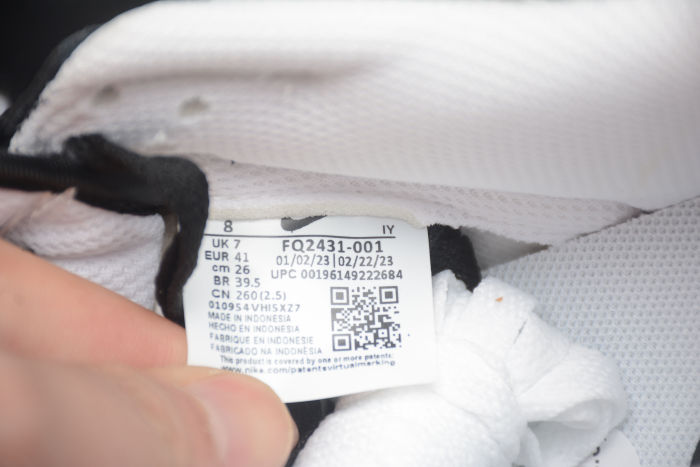 8 IY
UK 7 FQ2431-001
EUR 41 01/02/23 | 02/22/23
cm 26 UPC 00196149222684
BR 39.5
CN 260(2.5)
010954VHI5XZ7
MADE IN INDONESIA
HECHO EN INDONESIA
FABRIQUE EN INDONESIE
FABRICADO NA INDONÉSIA
This product is covered by one or more patents:
www.nike.com/patentsvirtualmarking